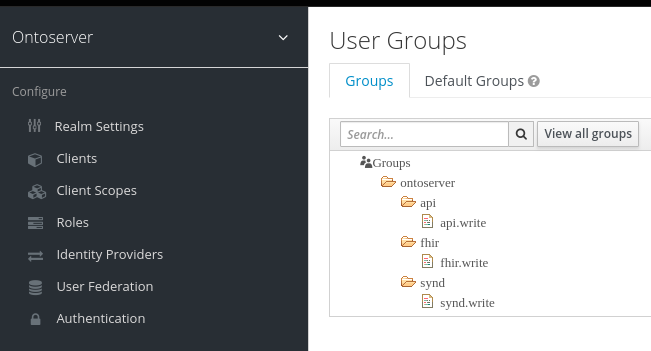 Ontoserver
Configure
Realm Settings
Clients
Client Scopes
Roles
Identity Providers
User Federation
Authentication
User Groups
Groups
Default Groups
Search...
View all groups
Groups
ontoserver
api
api.write
fhir
fhir.write
synd
synd.write